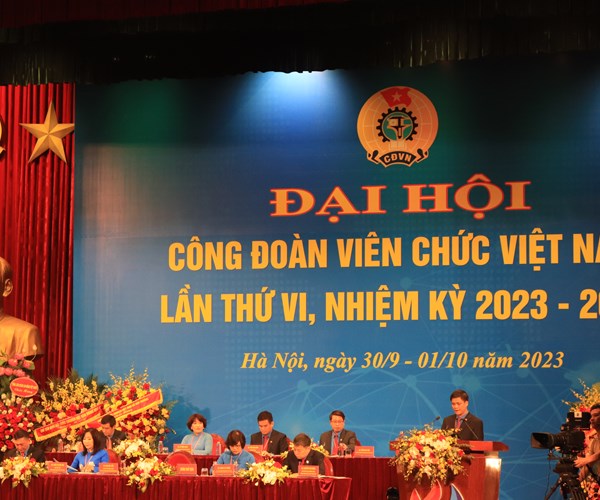 CĐVN
ĐẠI HỘI
CÔNG ĐOÀN VIÊN CHỨC VIỆT NA
LẦN THỨ VI, NHIỆM KỲ 2023 - 20
Hà Nội, ngày 30/9 - 01/10 năm 2023